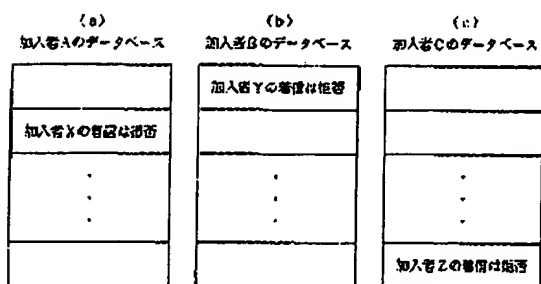 (a)
加入者Aのデータベース
加入者Xの着信は拒否
(b)
加入者Bのデータベース
加入者Yの着信は拒否
(c)
加入者Cのデータベース
加入者Zの着信は拒否